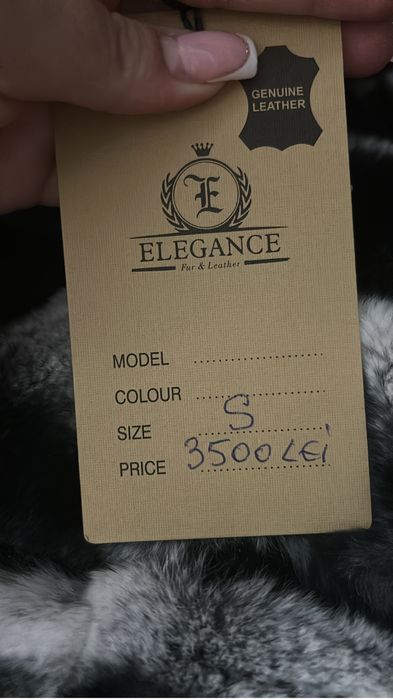 GENUINE
LEATHER
E
ELEGANCE
Fur & Leather
MODEL ..............................
COLOUR ..............................
SIZE S
PRICE 3500 LEI